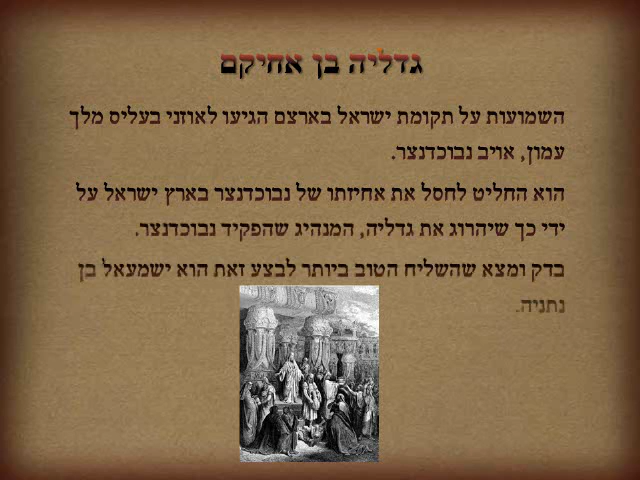 גדליה בן אחיקם
השמועות על תקומת ישראל בארצם הגיעו לאוזני בעליס מלך
עמון, אויב נבוכדנצר.
הוא החליט לחסל את אחיזתו של נבוכדנצר בארץ ישראל על
ידי כך שיהרוג את גדליה, המנהיג שהפקיד נבוכדנצר.
בדק ומצא שהשליח הטוב ביותר לבצע זאת הוא ישמעאל בן
נתניה.